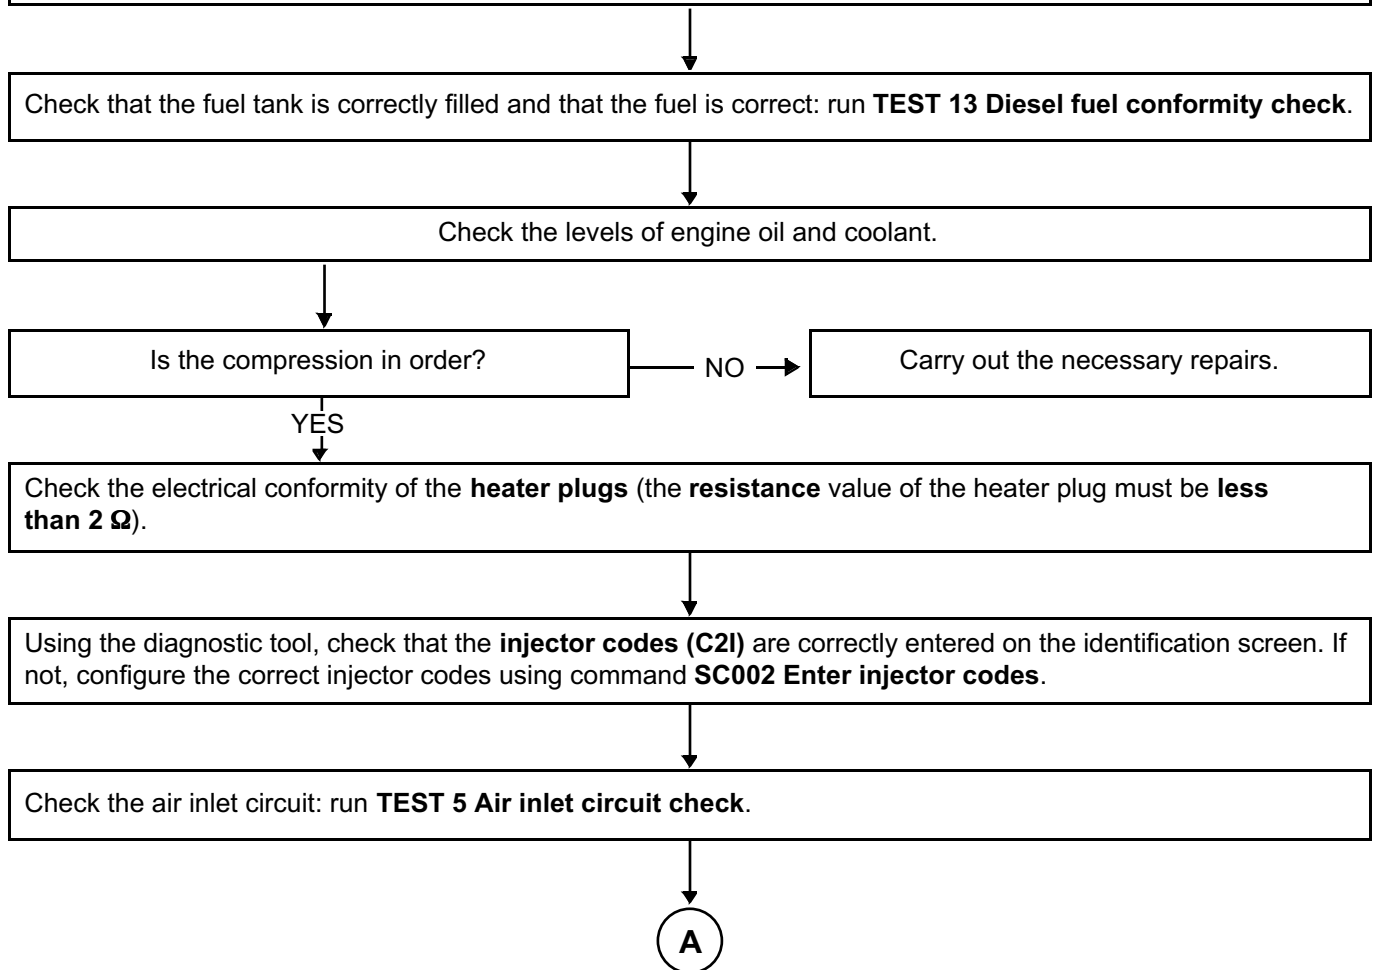 Check that the fuel tank is correctly filled and that the fuel is correct: run TEST 13 Diesel fuel conformity check.
Check the levels of engine oil and coolant.
Is the compression in order?
NO
Carry out the necessary repairs.
YES
Check the electrical conformity of the heater plugs (the resistance value of the heater plug must be less
than 2 Ω).
Using the diagnostic tool, check that the injector codes (C2I) are correctly entered on the identification screen. If
not, configure the correct injector codes using command SC002 Enter injector codes.
Check the air inlet circuit: run TEST 5 Air inlet circuit check.
A